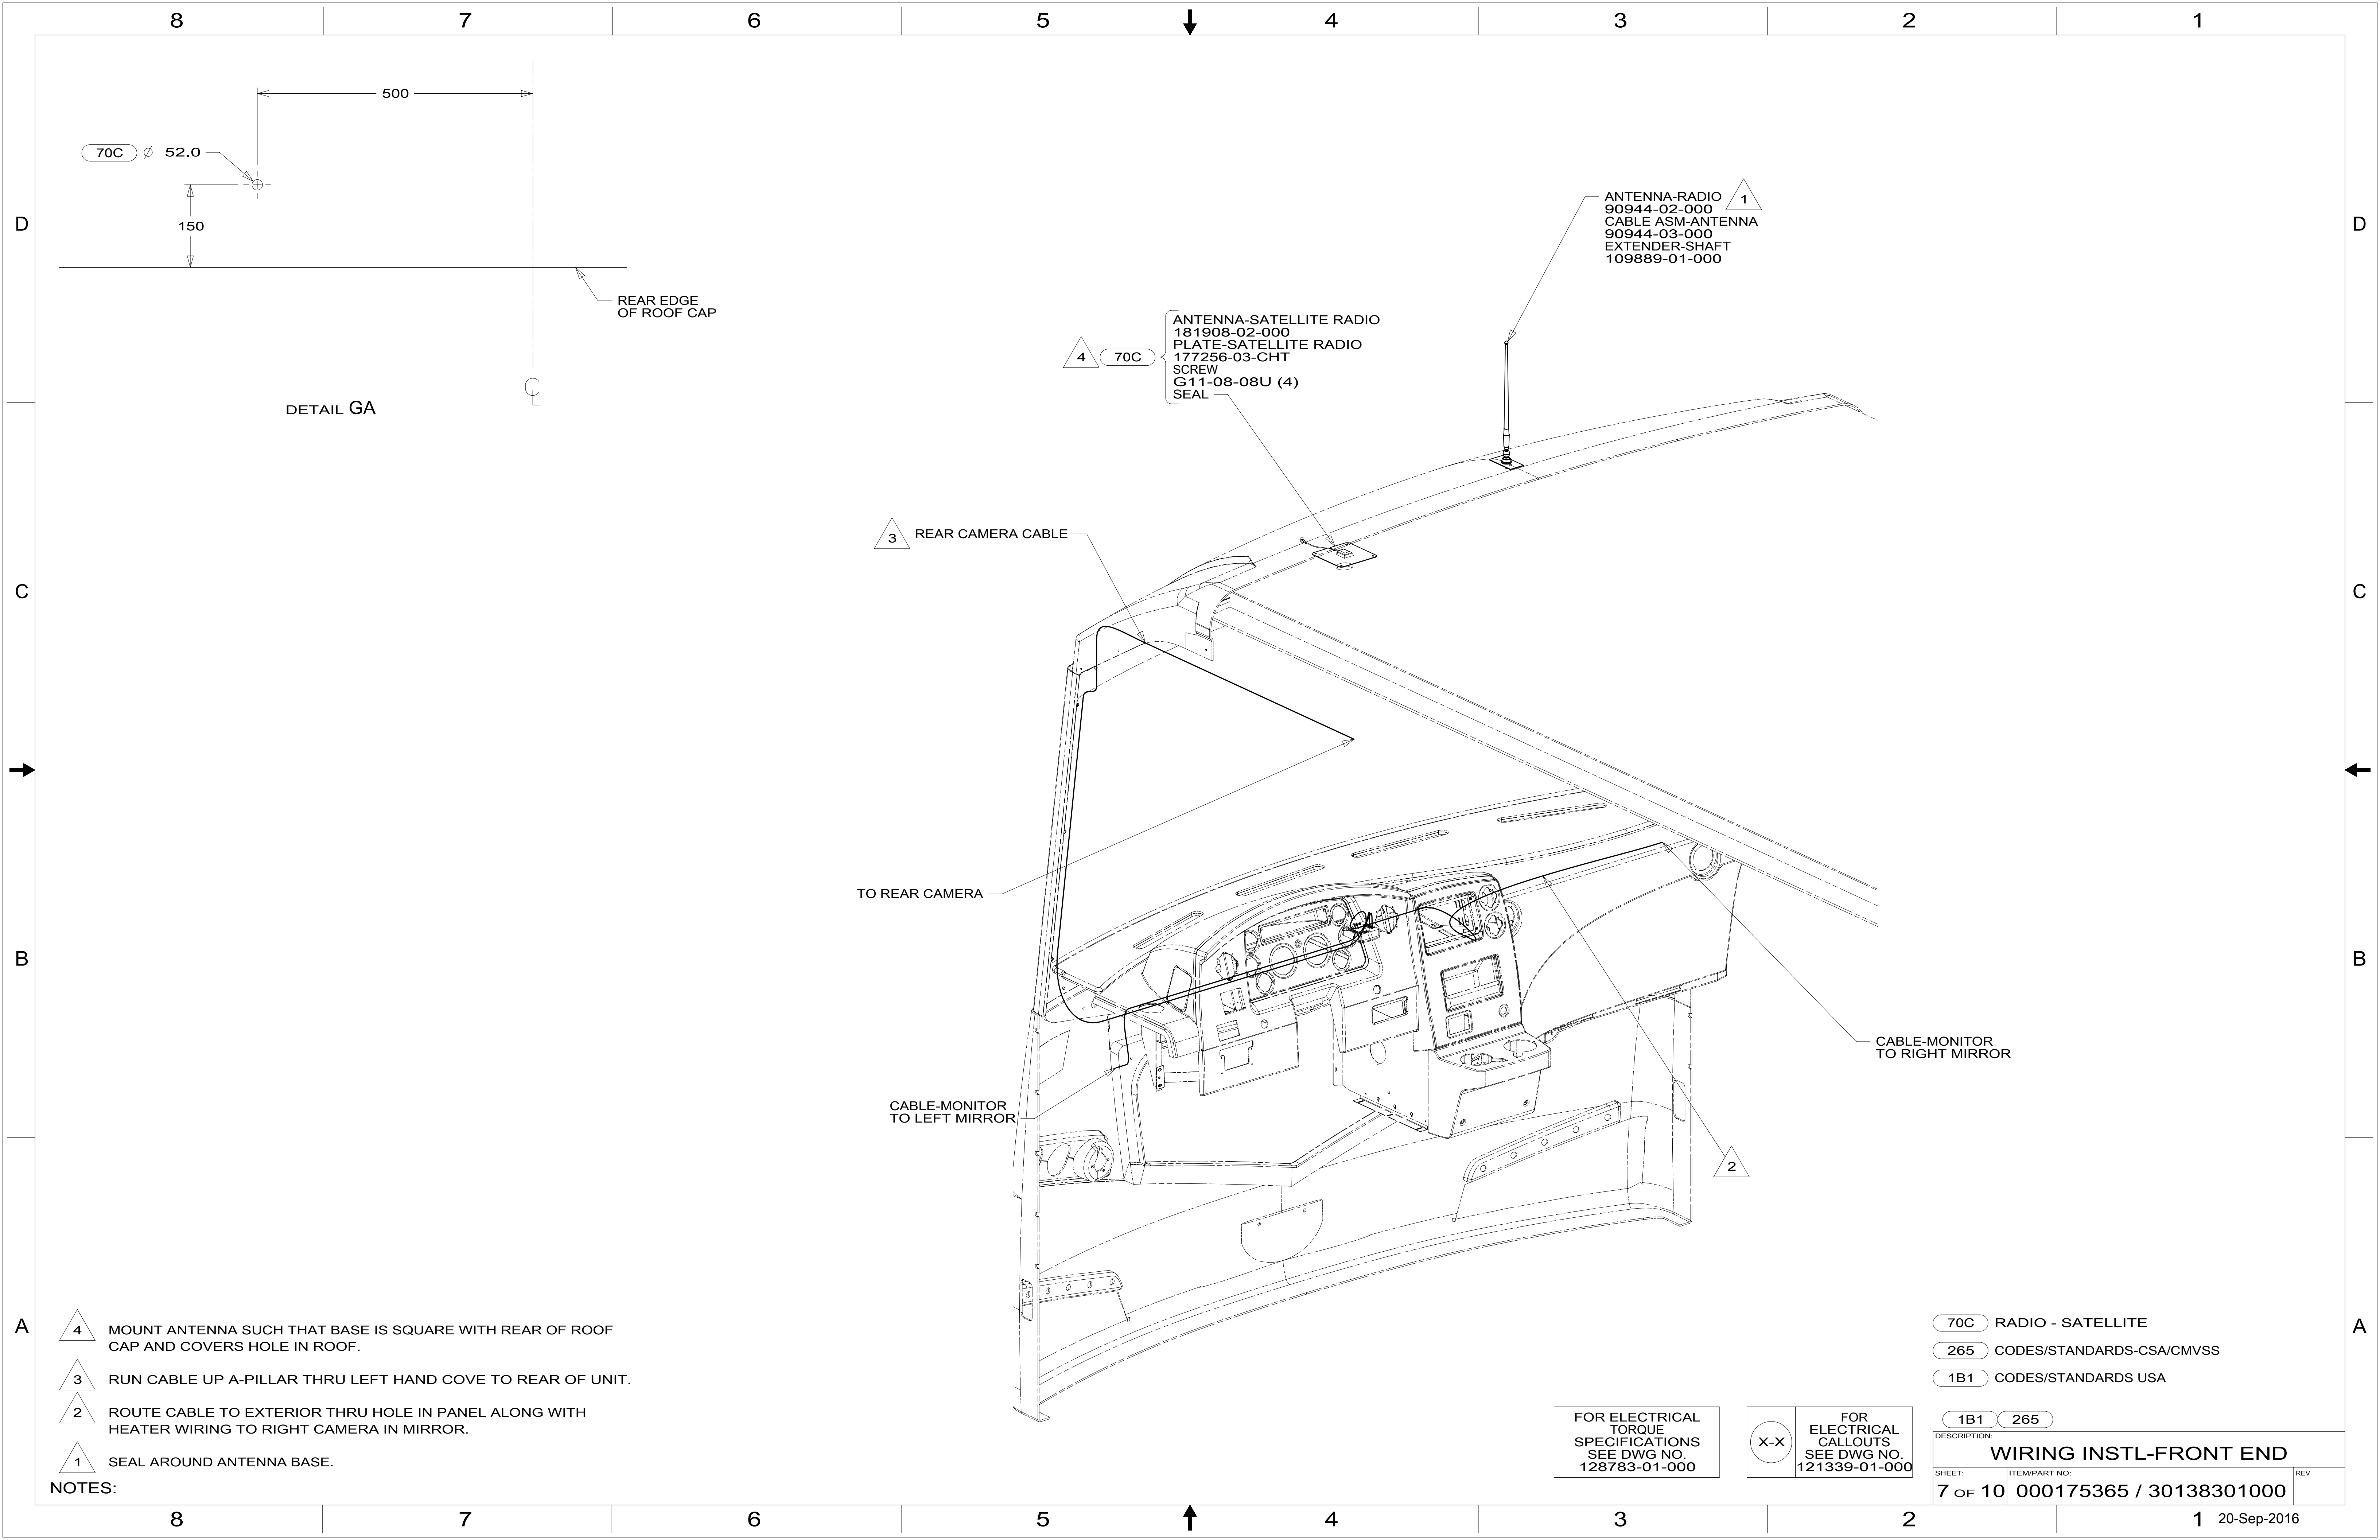 8 7 6 5 4 3 2 1
D D
C C
B B
A A
500
70C ⌀ 52.0
150
REAR EDGE
OF ROOF CAP
CL
DETAIL GA
ANTENNA-RADIO
90944-02-000
CABLE ASM-ANTENNA
90944-03-000
EXTENDER-SHAFT
109889-01-000
1
4 70C
ANTENNA-SATELLITE RADIO
181908-02-000
PLATE-SATELLITE RADIO
177256-03-CHT
SCREW
G11-08-08U (4)
SEAL
3 REAR CAMERA CABLE
TO REAR CAMERA
CABLE-MONITOR
TO RIGHT MIRROR
CABLE-MONITOR
TO LEFT MIRROR
2
4 MOUNT ANTENNA SUCH THAT BASE IS SQUARE WITH REAR OF ROOF
CAP AND COVERS HOLE IN ROOF.
3 RUN CABLE UP A-PILLAR THRU LEFT HAND COVE TO REAR OF UNIT.
2 ROUTE CABLE TO EXTERIOR THRU HOLE IN PANEL ALONG WITH
HEATER WIRING TO RIGHT CAMERA IN MIRROR.
1 SEAL AROUND ANTENNA BASE.
NOTES:
FOR ELECTRICAL
TORQUE
SPECIFICATIONS
SEE DWG NO.
128783-01-000
X-X
FOR
ELECTRICAL
CALLOUTS
SEE DWG NO.
121339-01-000
70C RADIO - SATELLITE
265 CODES/STANDARDS-CSA/CMVSS
1B1 CODES/STANDARDS USA
1B1 265
DESCRIPTION:
WIRING INSTL-FRONT END
SHEET: ITEM/PART NO: REV
7 OF 10 000175365 / 30138301000
8 7 6 5 4 3 2 1
20-Sep-2016